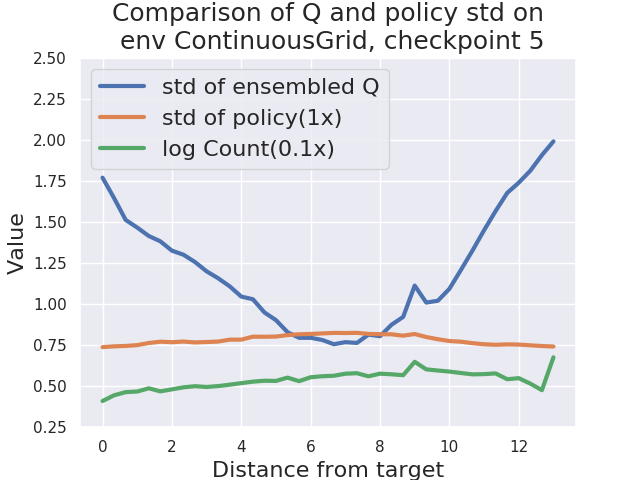 Comparison of Q and policy std on
env ContinuousGrid, checkpoint 5
2.50
2.25
2.00
1.75
1.50
1.25
1.00
0.75
0.50
0.25
Value
std of ensembled Q
std of policy(1x)
log Count(0.1x)
0 2 4 6 8 10 12
Distance from target